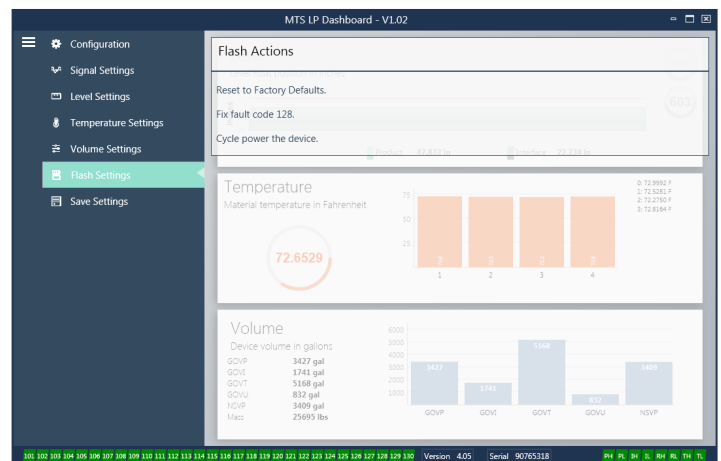 MTS LP Dashboard - V1.02
Configuration
Signal Settings
Level Settings
Temperature Settings
Volume Settings
Flash Settings
Save Settings
Flash Actions
Reset to Factory Defaults.
Fix fault code 128.
Cycle power the device.
Product
Interface : 22.234 in
Temperature
Material temperature in Fahrenheit
72.6529
75
50
25
1 2 3 4
0: 72.9992 F
1: 72.5281 F
2: 72.2750 F
3: 72.8164 F
Volume
Device volume in gallons
GOVP 3427 gal
GOVI 1741 gal
GOVT 5168 gal
GOVU 832 gal
NSVP 3409 gal
Mass 25695 lbs
6000
5000
4000
3000
2000
1000
3427
1741
5168
832
3409
GOVP GOVI GOVT GOVU NSVP
101 102 103 104 105 106 107 108 109 110 111 112 113 114 115 116 117 118 119 120 121 122 123 124 125 126 127 128 129 130 Version 4.05 Serial 90765318 PH PL IH IL RH RL TH TL